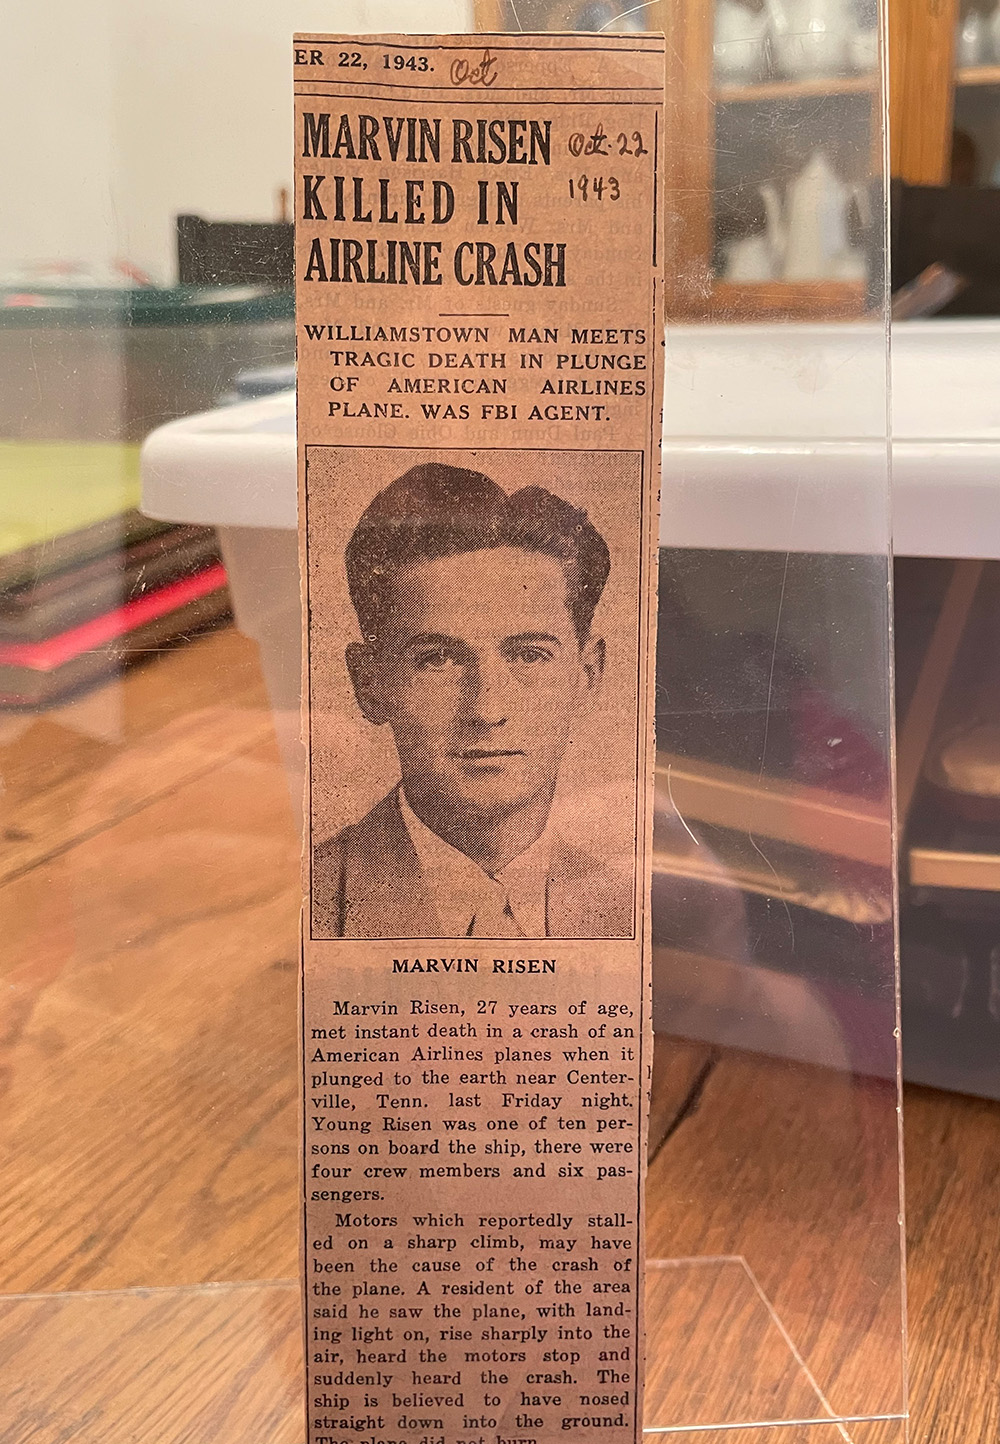 ER 22, 1943. Oct
MARVIN RISEN Oct. 22
KILLED IN 1943
AIRLINE CRASH
WILLIAMSTOWN MAN MEETS
TRAGIC DEATH IN PLUNGE
OF AMERICAN AIRLINES
PLANE. WAS FBI AGENT.
MARVIN RISEN
Marvin Risen, 27 years of age,
met instant death in a crash of an
American Airlines planes when it
plunged to the earth near Center-
ville, Tenn. last Friday night.
Young Risen was one of ten per-
sons on board the ship, there were
four crew members and six pas-
sengers.
Motors which reportedly stall-
ed on a sharp climb, may have
been the cause of the crash of
the plane. A resident of the area
said he saw the plane, with land-
ing light on, rise sharply into the
air, heard the motors stop and
suddenly heard the crash. The
ship is believed to have nosed
straight down into the ground.
The plane did not burn